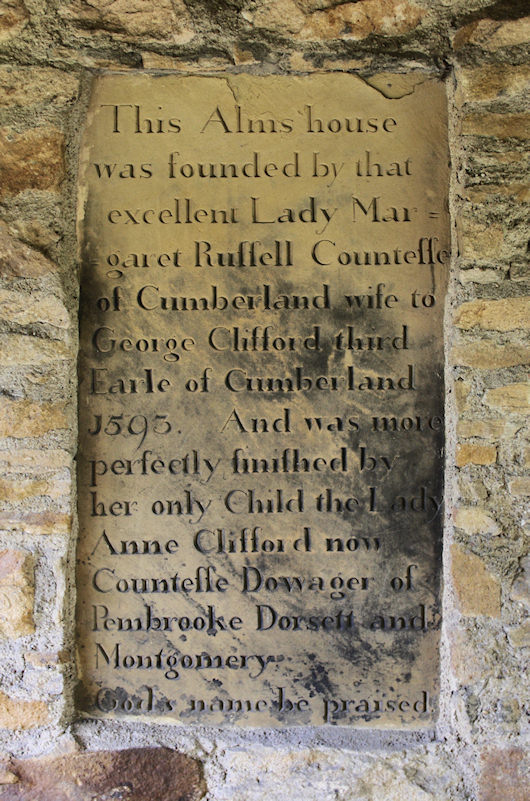 This Alms house
was founded by that
excellent Lady Mar =
= garet Ruſſell Counteſſe
of Cumberland wife to
George Clifford third
Earle of Cumberland
1593. And was more
perfectly finiſhed by
her only Child the Lady
Anne Clifford now
Counteſſe Dowager of
Pembrooke Dorsett and
Montgomery
God,s name be praised.